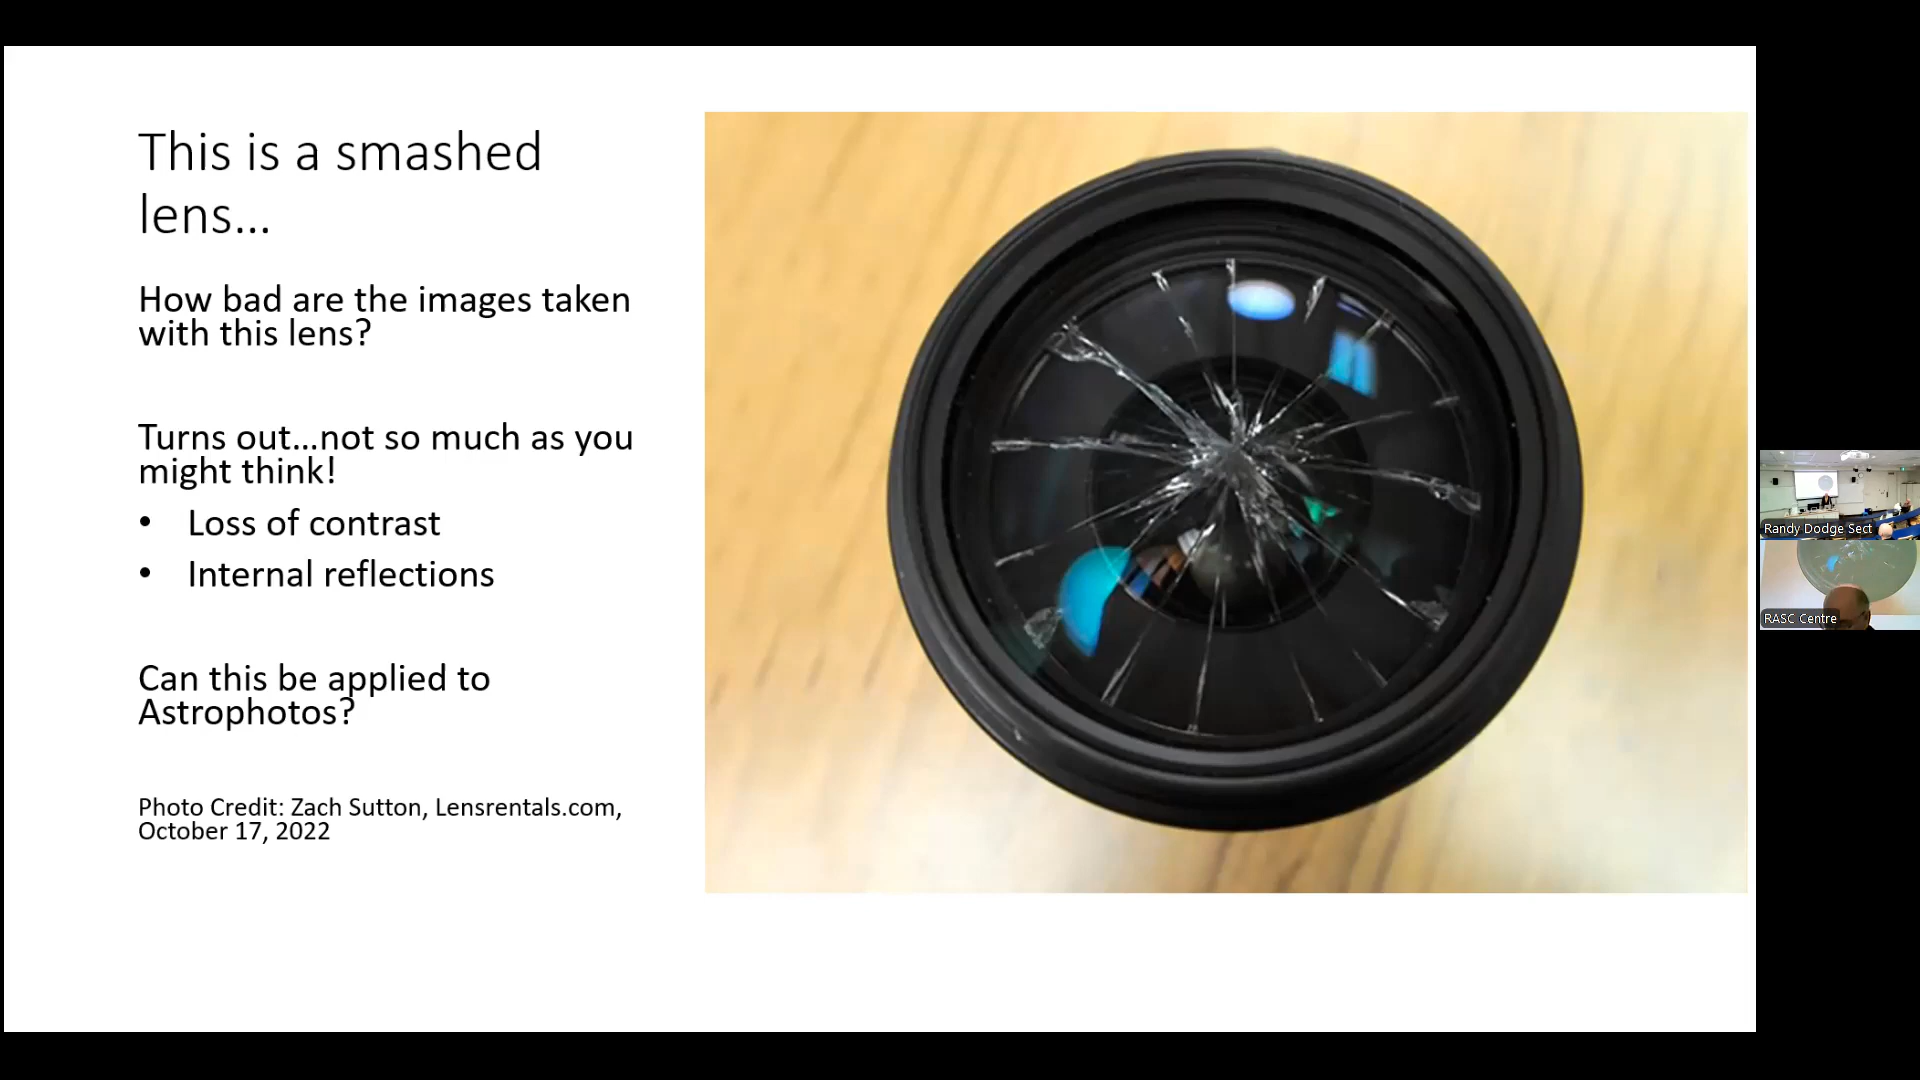 This is a smashed
lens...
How bad are the images taken
with this lens?
Turns out...not so much as you
might think!
• Loss of contrast
• Internal reflections
Can this be applied to
Astrophotos?
Photo Credit: Zach Sutton, Lensrentals.com,
October 17, 2022
Randy Dodge Sect
RASC Centre